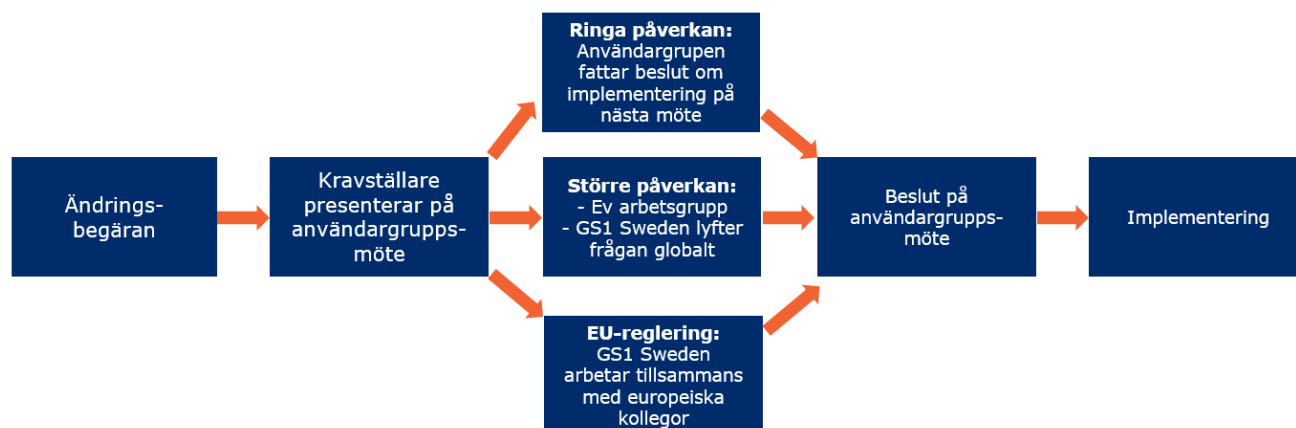 Ändrings-
begäran
Kravställare
presenterar på
användargrupps-
möte
Ringa påverkan:
Användargrupen
fattar beslut om
implementering på
nästa möte
Större påverkan:
- Ev arbetsgrupp
- GS1 Sweden lyfter
frågan globalt
EU-reglering:
GS1 Sweden
arbetar tillsammans
med europeiska
kollegor
Beslut på
användargrupps-
möte
Implementering